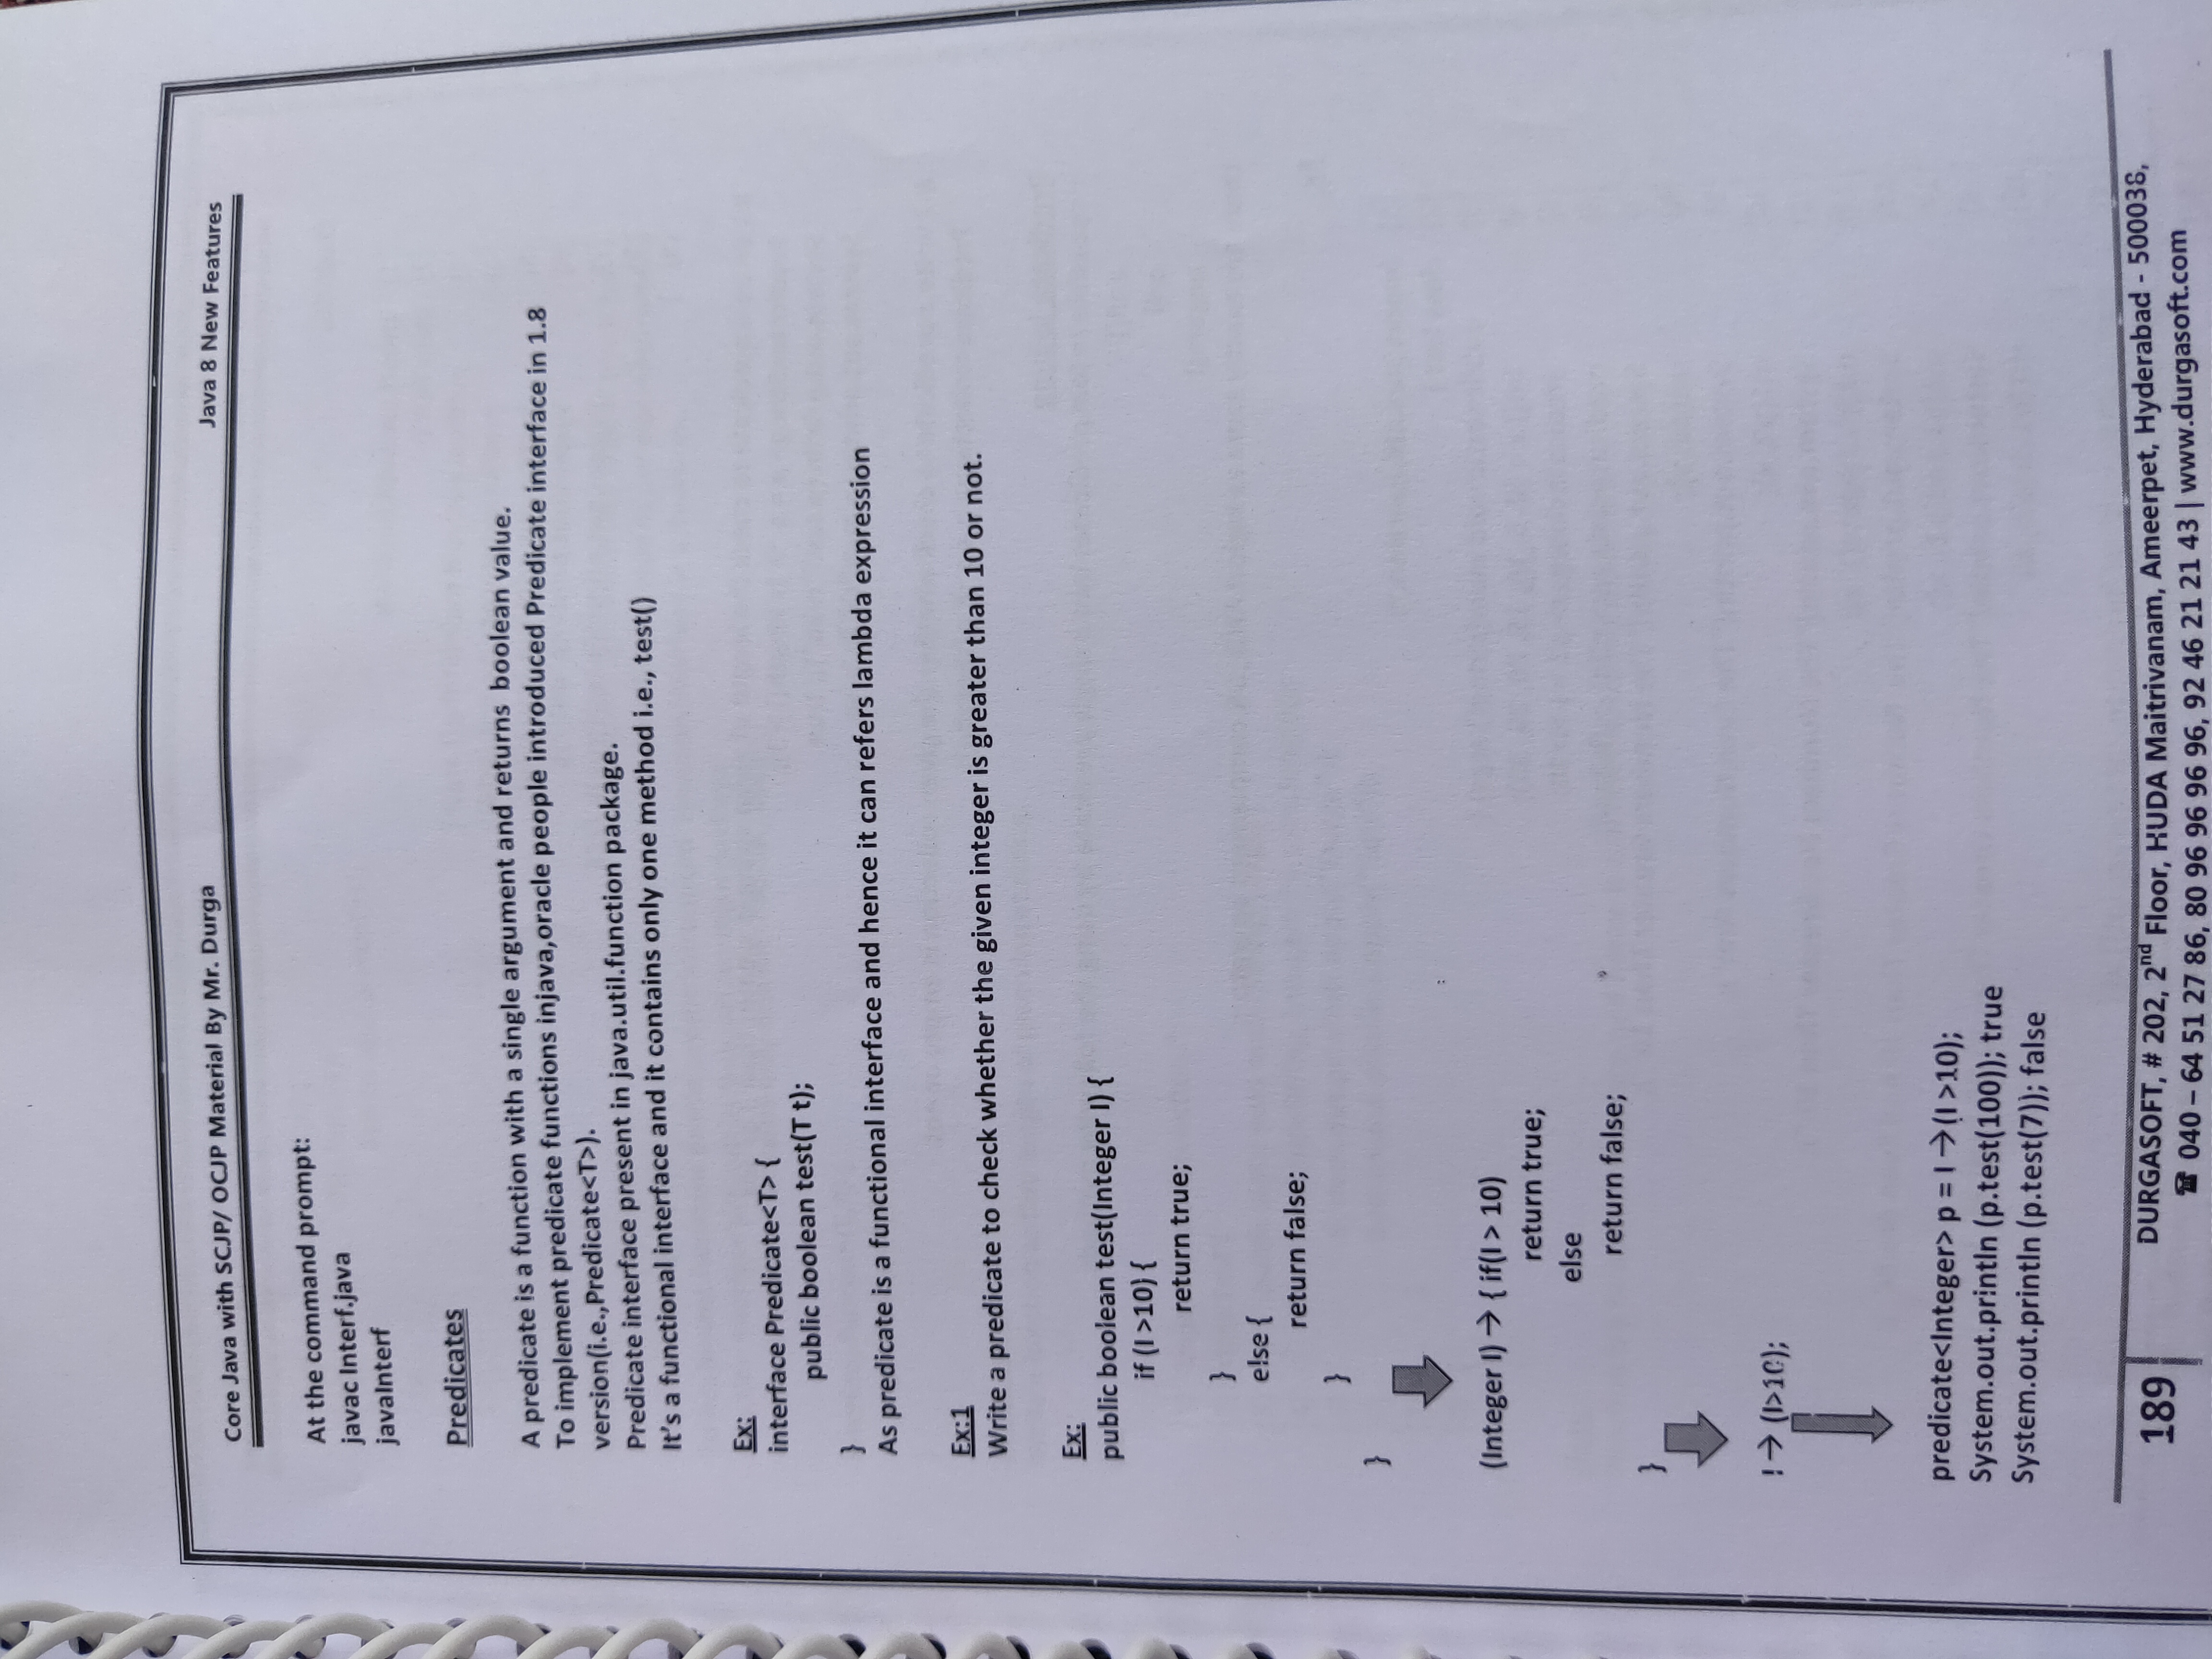 Core Java with SCJP/ OCJP Material By Mr. Durga
Java 8 New Features
At the command prompt:
javac Interf.java
javaInterf
Predicates
A predicate is a function with a single argument and returns boolean value.
To implement predicate functions injava,oracle people introduced Predicate interface in 1.8
version(i.e.,Predicate<T>).
Predicate interface present in java.util.function package.
It's a functional interface and it contains only one method i.e., test()
Ex:
interface Predicate<T> {
public boolean test(T t);
}
As predicate is a functional interface and hence it can refers lambda expression
Ex:1
Write a predicate to check whether the given integer is greater than 10 or not.
Ex:
public boolean test(Integer I) {
if (I >10) {
return true;
}
else {
return false;
}
}
(Integer I) → { if(I > 10)
return true;
else
return false;
}
I → (I>10);
predicate<Integer> p = I →(I >10);
System.out.println (p.test(100)); true
System.out.println (p.test(7)); false
189
DURGASOFT, # 202, 2nd Floor, HUDA Maitrivanam, Ameerpet, Hyderabad - 500038,
☎ 040 – 64 51 27 86, 80 96 96 96 96, 92 46 21 21 43 | www.durgasoft.com